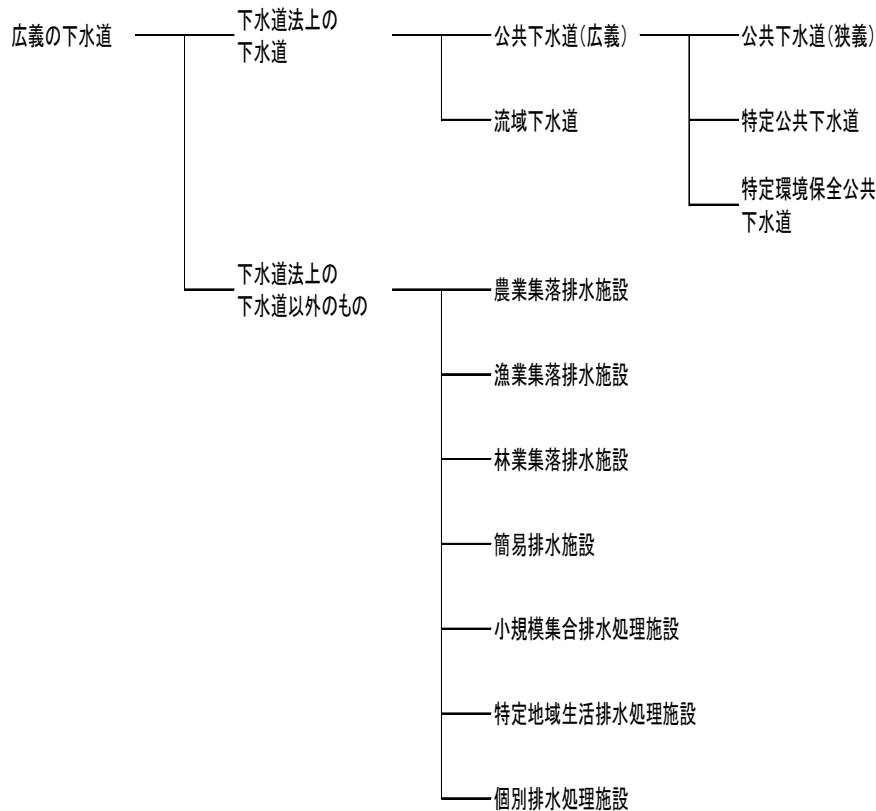 広義の下水道
下水道法上の
下水道
公共下水道(広義)
公共下水道(狭義)
流域下水道
特定公共下水道
特定環境保全公共
下水道
下水道法上の
下水道以外のもの
農業集落排水施設
漁業集落排水施設
林業集落排水施設
簡易排水施設
小規模集合排水処理施設
特定地域生活排水処理施設
個別排水処理施設